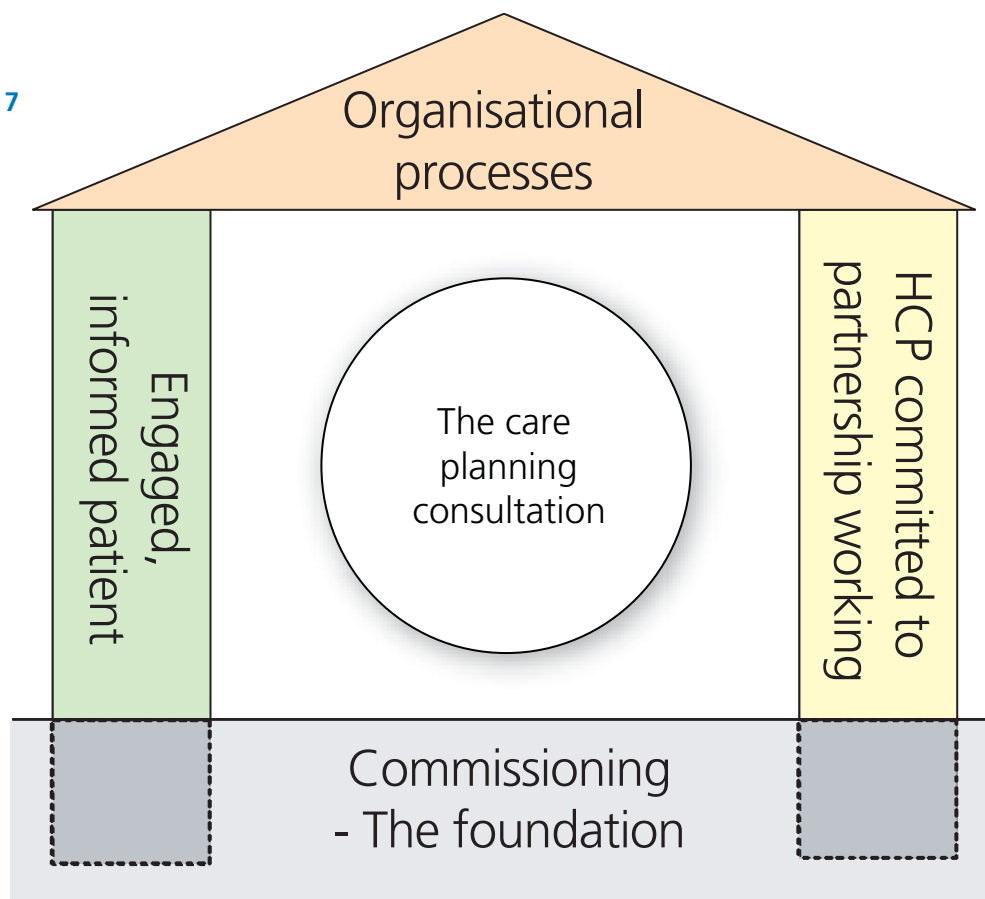 7
Organisational
processes
Engaged,
informed patient
The care
planning
consultation
HCP committed to
partnership working
Commissioning
- The foundation